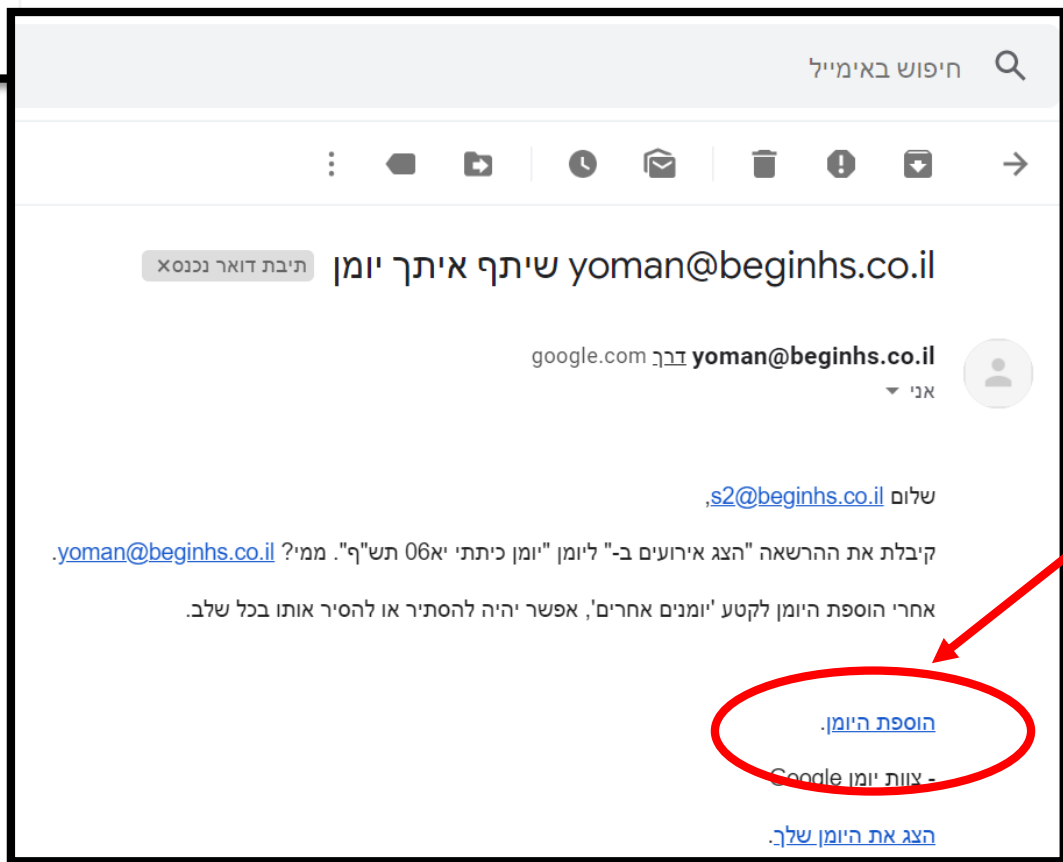 חיפוש באימייל
yoman@beginhs.co.il שיתף איתך יומן תיבת דואר נכנס x
yoman@beginhs.co.il דרך google.com
אני
שלום s2@beginhs.co.il,
קיבלת את ההרשאה "הצג אירועים ב-" ליומן "יומן כיתתי יא06 תש"ף". ממי? yoman@beginhs.co.il.
אחרי הוספת היומן לקטע 'יומנים אחרים', אפשר יהיה להסתיר או להסיר אותו בכל שלב.
הוספת היומן.
- צוות יומן Google
הצג את היומן שלך.